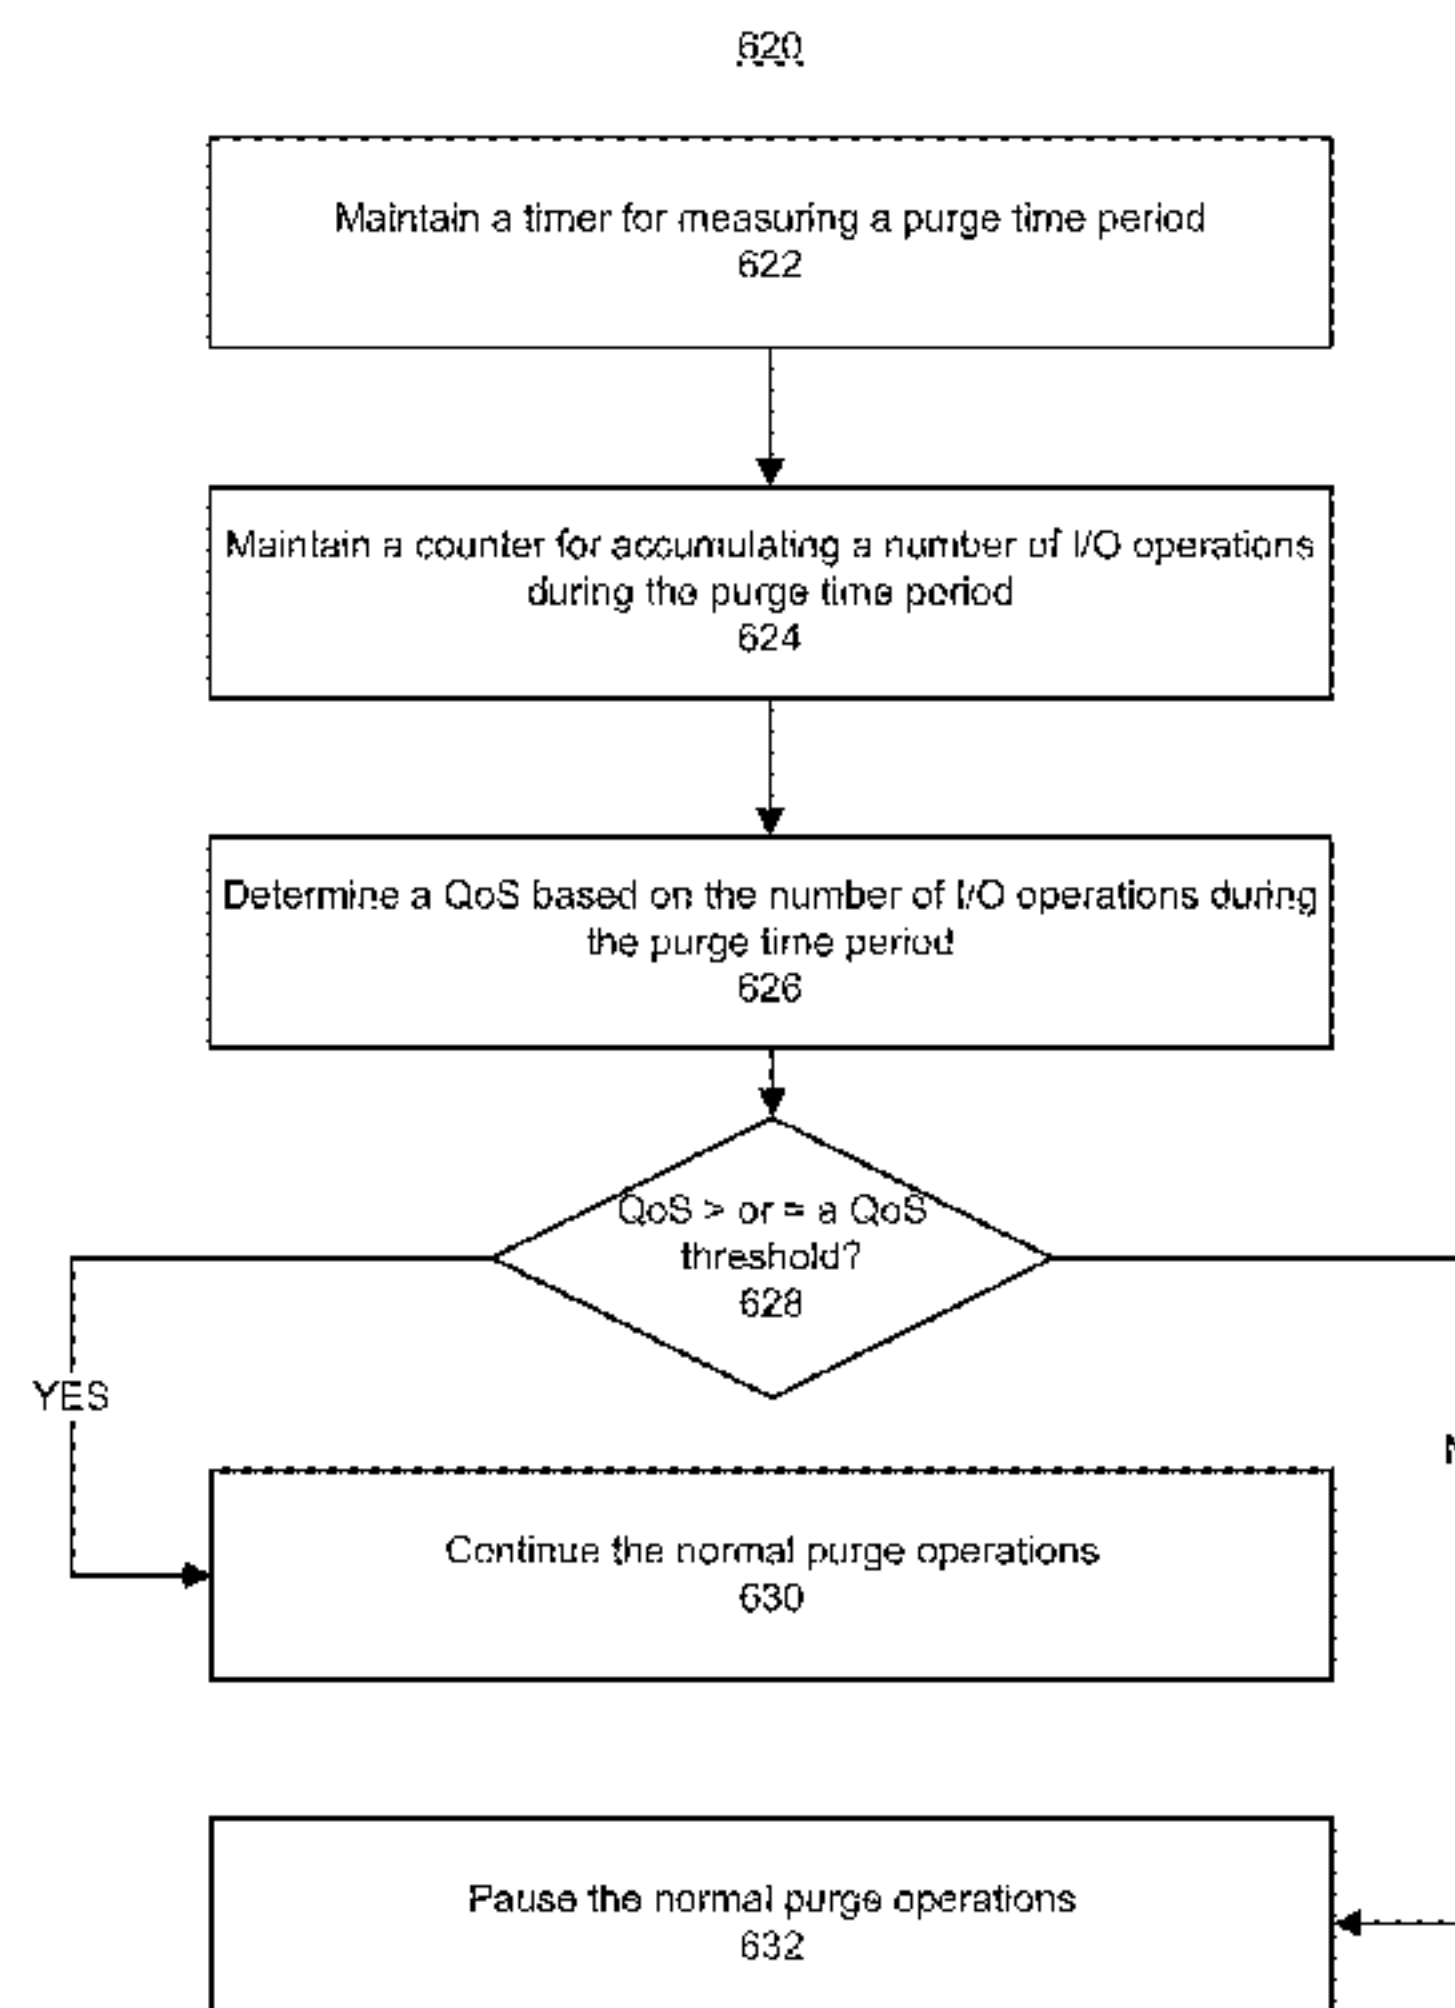 620
Maintain a timer for measuring a purge time period
622
Maintain a counter for accumulating a number of I/O operations
during the purge time period
624
Determine a QoS based on the number of I/O operations during
the purge time period
626
QoS > or = a QoS
threshold?
628
YES
Continue the normal purge operations
630
Pause the normal purge operations
632